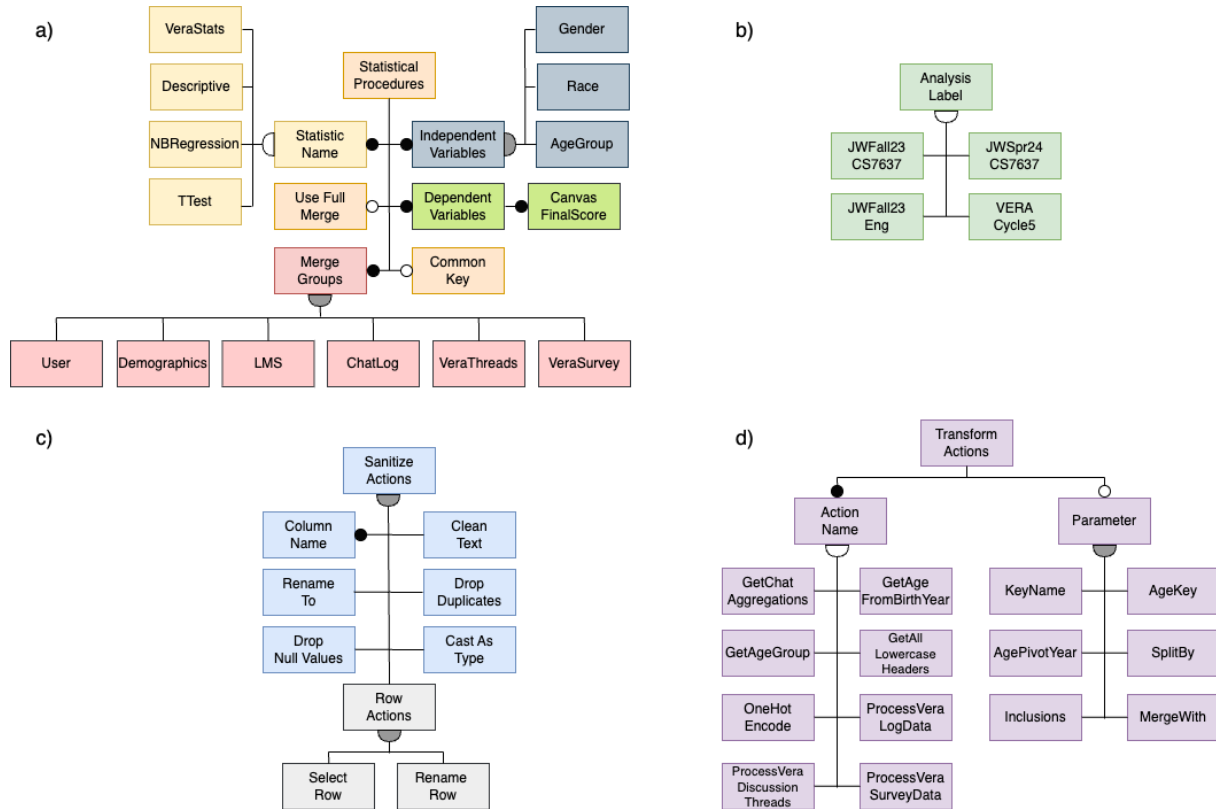 a)
VeraStats
Descriptive
NBRegression
TTest
Statistical
Procedures
Statistic
Name
Independent
Variables
Gender
Race
AgeGroup
Use Full
Merge
Dependent
Variables
Canvas
FinalScore
Merge
Groups
Common
Key
User
Demographics
LMS
ChatLog
VeraThreads
VeraSurvey
b)
Analysis
Label
JWFall23
CS7637
JWSpr24
CS7637
JWFall23
Eng
VERA
Cycle5
c)
Sanitize
Actions
Column
Name
Clean
Text
Rename
To
Drop
Duplicates
Drop
Null Values
Cast As
Type
Row
Actions
Select
Row
Rename
Row
d)
Transform
Actions
Action
Name
Parameter
GetChat
Aggregations
GetAge
FromBirthYear
GetAgeGroup
GetAll
Lowercase
Headers
OneHot
Encode
ProcessVera
LogData
ProcessVera
Discussion
Threads
ProcessVera
SurveyData
KeyName
AgeKey
AgePivotYear
SplitBy
Inclusions
MergeWith